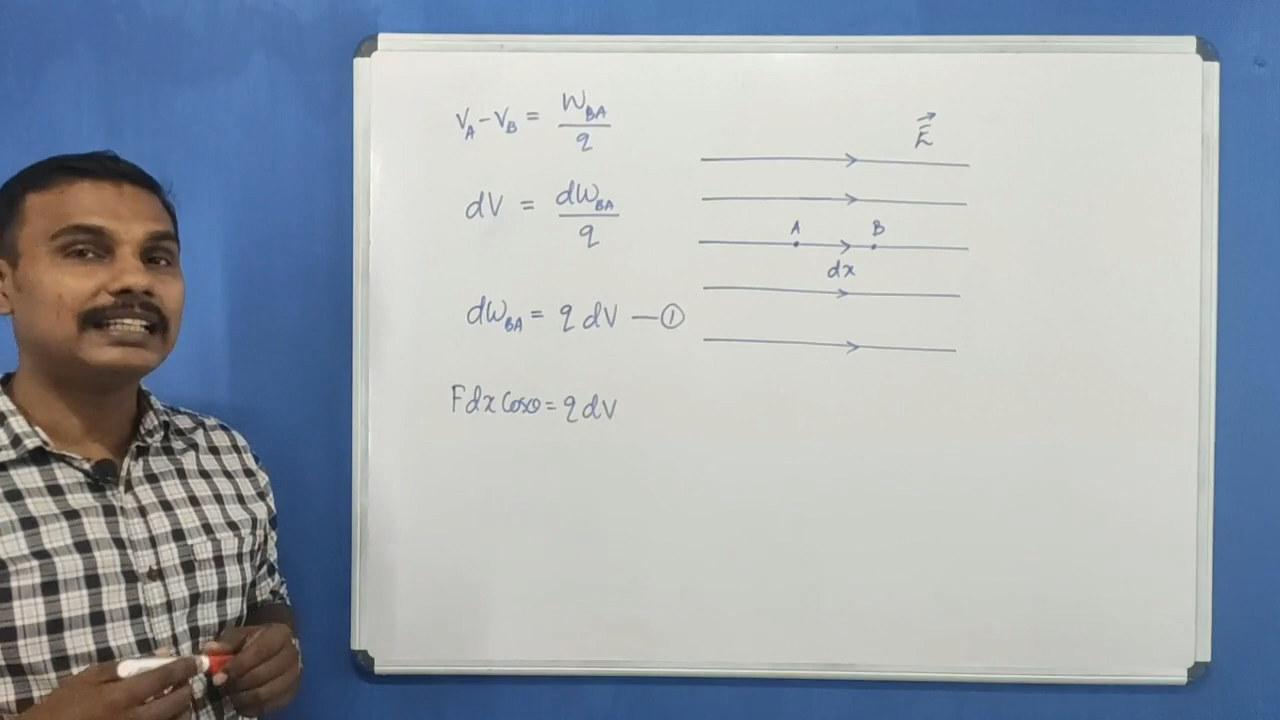 V_A - V_B = W_BA / q
dV = dW_BA / q
dW_BA = q dV — ①
F dx Cosθ = q dV
E⃗
A B
dx